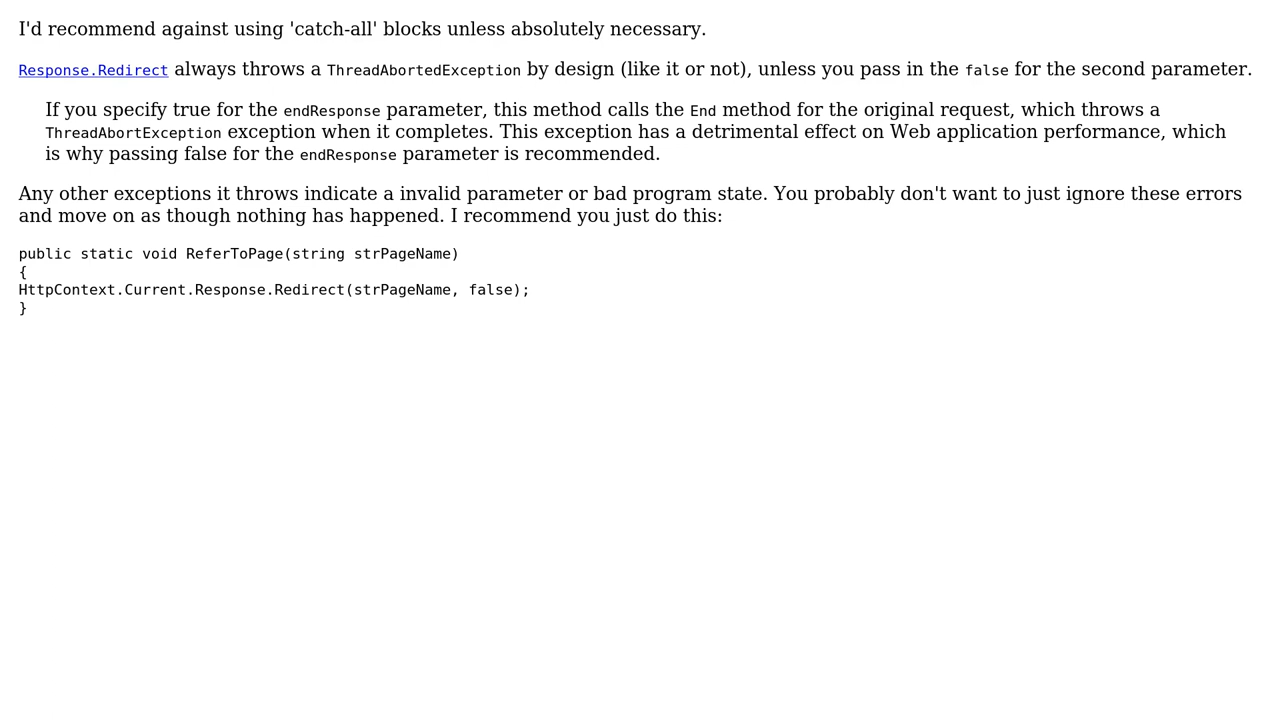 I'd recommend against using 'catch-all' blocks unless absolutely necessary.
Response.Redirect always throws a ThreadAbortedException by design (like it or not), unless you pass in the false for the second parameter.
If you specify true for the endResponse parameter, this method calls the End method for the original request, which throws a
ThreadAbortException exception when it completes. This exception has a detrimental effect on Web application performance, which
is why passing false for the endResponse parameter is recommended.
Any other exceptions it throws indicate a invalid parameter or bad program state. You probably don't want to just ignore these errors
and move on as though nothing has happened. I recommend you just do this:
public static void ReferToPage(string strPageName)
{
HttpContext.Current.Response.Redirect(strPageName, false);
}